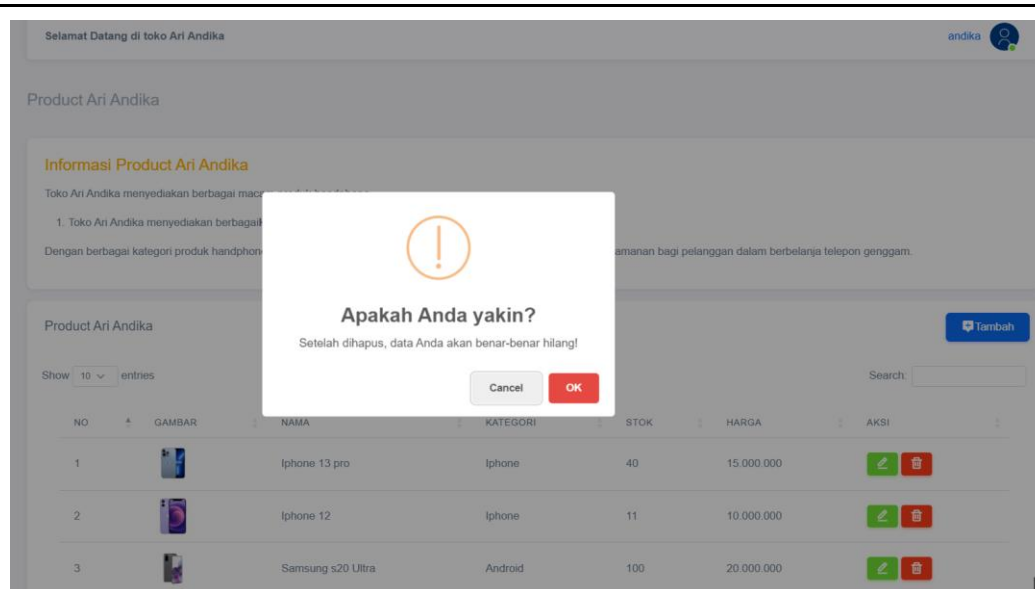 Selamat Datang di toko Ari Andika
andika
Product Ari Andika
Informasi Product Ari Andika
Toko Ari Andika menyediakan berbagai
1. Toko Ari Andika menyediakan
Dengan berbagai kategori produk bagi pelanggan dalam berbelanja telepon genggam.
Apakah Anda yakin?
Setelah dihapus, data Anda akan benar-benar hilang!
Cancel OK
Product Ari Andika
Tambah
Show 10 entries
Search:
NO GAMBAR NAMA KATEGORI STOK HARGA AKSI
1 Iphone 13 pro Iphone 40 15.000.000
2 Iphone 12 Iphone 11 10.000.000
3 Samsung s20 Ultra Android 100 20.000.000